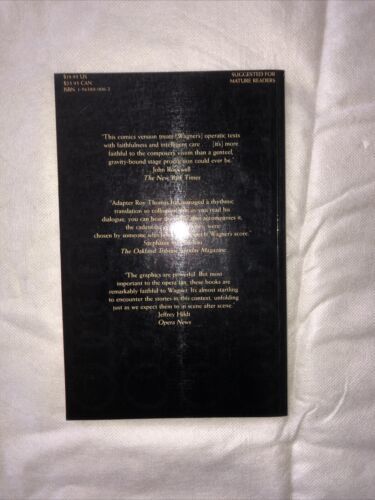 $19.95 US
$31.95 CAN
ISBN
SUGGESTED FOR
MATURE READERS
"This comics version treats [Wagner's] operatic texts
with faithfulness and intelligent care [it's] more
faithful to the composer's vision than a genteel,
gravity-bound stage production could ever be."
John Rockwell
The New York Times
"Adapter Roy Thomas has managed a rhythmic
translation so colloquial that as you read his
dialogue, you can hear the that accompanies it,
the were
chosen by someone with Wagner's score."
Stephanie
The Oakland Tribune Sunday Magazine
"The graphics are powerful But most
important to the opera fan, these books are
remarkably faithful to Wagner. It's almost startling
to encounter the stories in this context, unfolding
just as we expect them to in scene after scene."
Jeffrey Hildt
Opera News